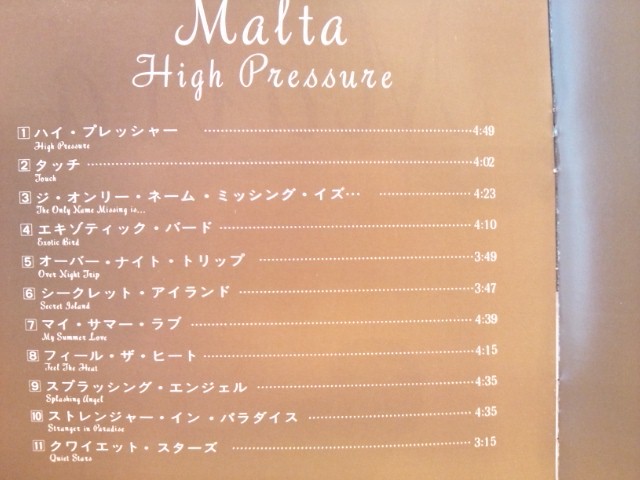 Malta
High Pressure
1 ハイ・プレッシャー ………… 4:49
High Pressure
2 タッチ ………… 4:02
Touch
3 ジ・オンリー・ネーム・ミッシング・イズ… ………… 4:23
The Only Name Missing is...
4 エキゾティック・バード ………… 4:10
Exotic Bird
5 オーバー・ナイト・トリップ ………… 3:49
Over Night Trip
6 シークレット・アイランド ………… 3:47
Secret Island
7 マイ・サマー・ラブ ………… 4:39
My Summer Love
8 フィール・ザ・ヒート ………… 4:15
Feel The Heat
9 スプラッシング・エンジェル ………… 4:35
Splashing Angel
10 ストレンジャー・イン・パラダイス ………… 4:35
Stranger in Paradise
11 クワイエット・スターズ ………… 3:15
Quiet Stars